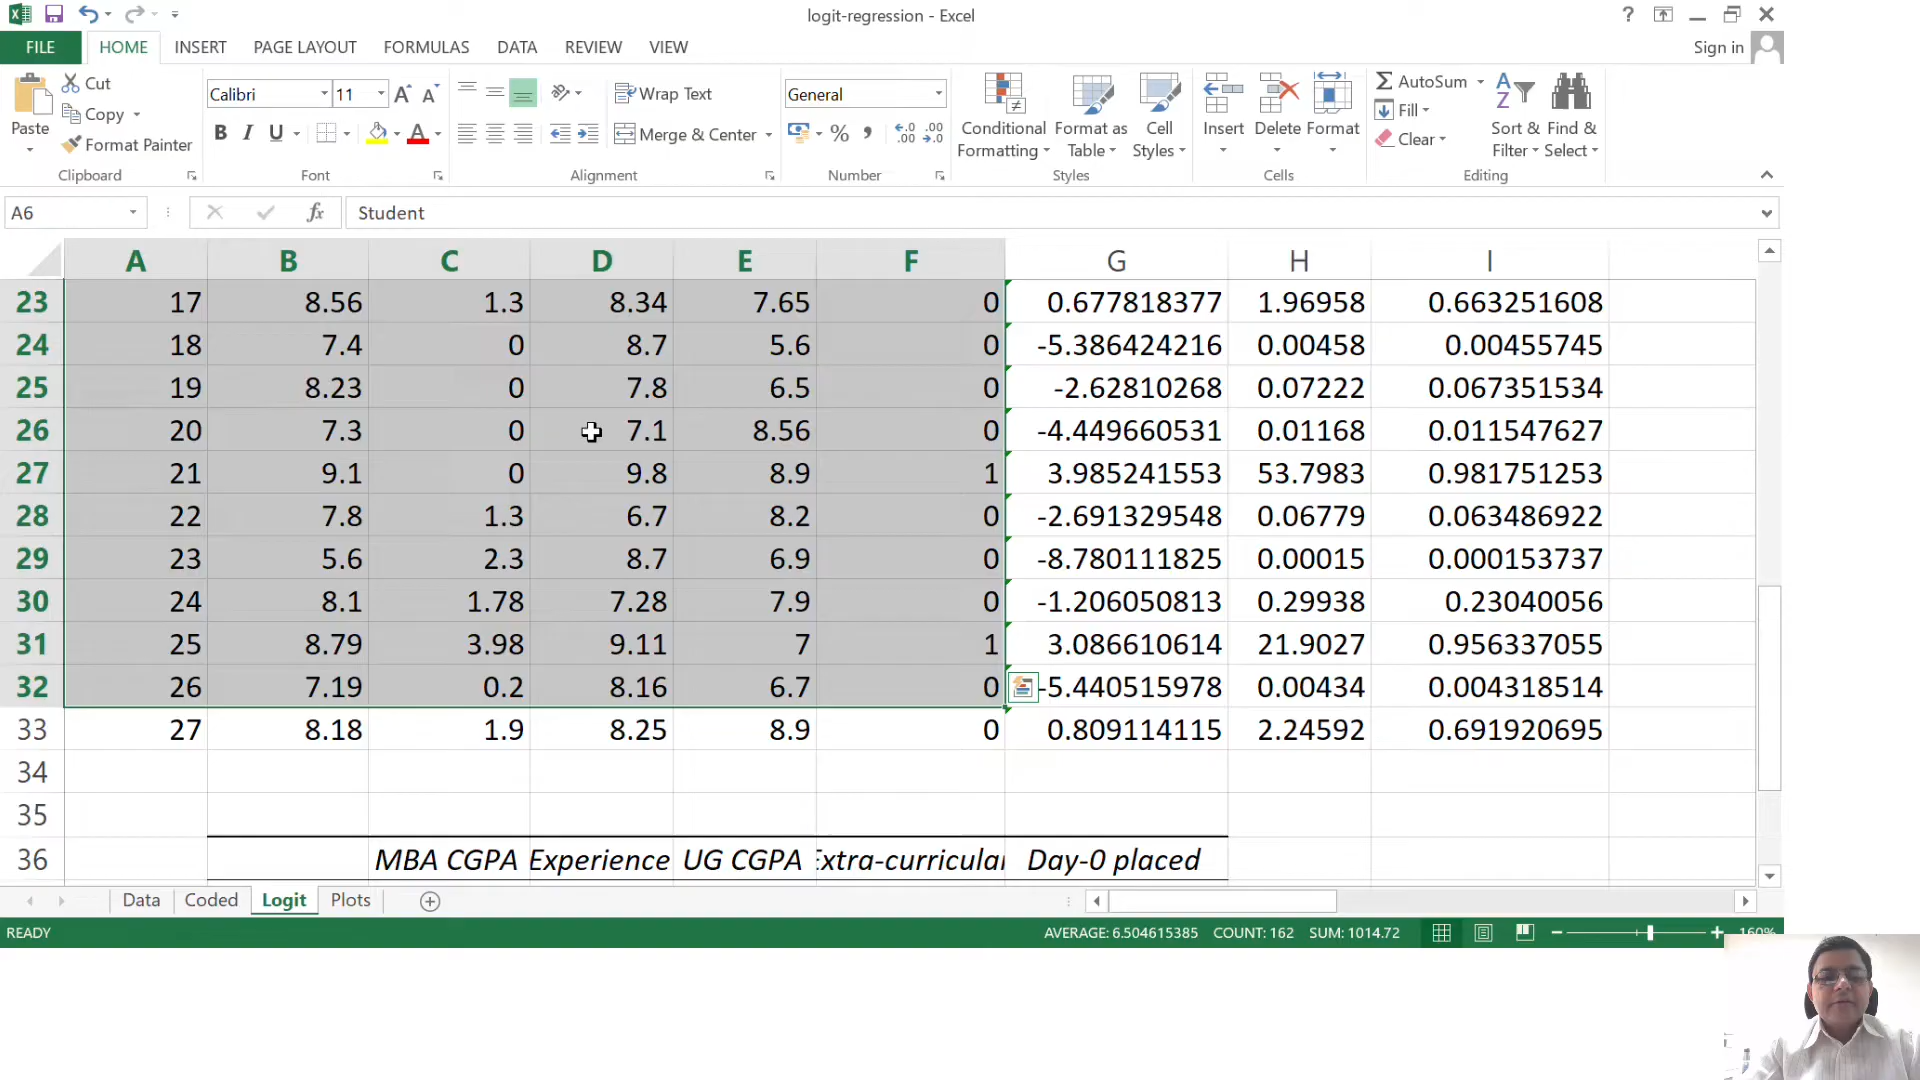 logit-regression - Excel
?
FILE HOME INSERT PAGE LAYOUT FORMULAS DATA REVIEW VIEW Sign in
Paste Cut Copy Format Painter Clipboard
Calibri 11 A A B I U A Font
Wrap Text Merge & Center Alignment
General % , .0 .00 .00 .0 Number
Conditional Formatting Format as Table Cell Styles Styles
Insert Delete Format Cells
AutoSum Fill Clear Sort & Filter Find & Select Editing
A6 fx Student
A B C D E F G H I
23 17 8.56 1.3 8.34 7.65 0 0.677818377 1.96958 0.663251608
24 18 7.4 0 8.7 5.6 0 -5.386424216 0.00458 0.00455745
25 19 8.23 0 7.8 6.5 0 -2.62810268 0.07222 0.067351534
26 20 7.3 0 7.1 8.56 0 -4.449660531 0.01168 0.011547627
27 21 9.1 0 9.8 8.9 1 3.985241553 53.7983 0.981751253
28 22 7.8 1.3 6.7 8.2 0 -2.691329548 0.06779 0.063486922
29 23 5.6 2.3 8.7 6.9 0 -8.780111825 0.00015 0.000153737
30 24 8.1 1.78 7.28 7.9 0 -1.206050813 0.29938 0.23040056
31 25 8.79 3.98 9.11 7 1 3.086610614 21.9027 0.956337055
32 26 7.19 0.2 8.16 6.7 0 -5.440515978 0.00434 0.004318514
33 27 8.18 1.9 8.25 8.9 0 0.809114115 2.24592 0.691920695
34
35
36 MBA CGPA Experience UG CGPA Extra-curricular Day-0 placed
Data Coded Logit Plots
READY AVERAGE: 6.504615385 COUNT: 162 SUM: 1014.72 160%